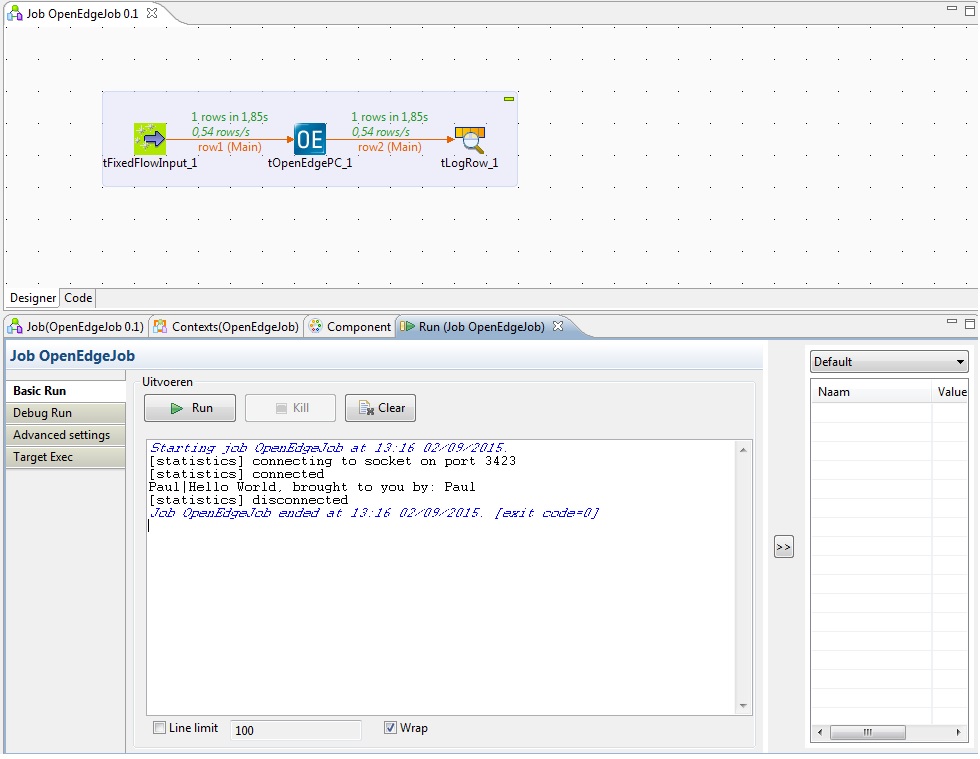 Job OpenEdgeJob 0.1
1 rows in 1,85s 1 rows in 1,85s
0,54 rows/s 0,54 rows/s
row1 (Main) row2 (Main)
OE
tFixedFlowInput_1 tOpenEdgePC_1 tLogRow_1
Designer Code
Job(OpenEdgeJob 0.1) Contexts(OpenEdgeJob) Component Run (Job OpenEdgeJob)
Job OpenEdgeJob
Default
Basic Run
Debug Run
Advanced settings
Target Exec
Uitvoeren
Run Kill Clear
Naam Value
Starting job OpenEdgeJob at 13:16 02/09/2015.
[statistics] connecting to socket on port 3423
[statistics] connected
Paul|Hello World, brought to you by: Paul
[statistics] disconnected
Job OpenEdgeJob ended at 13:16 02/09/2015. [exit code=0]
>>
Line limit 100 Wrap